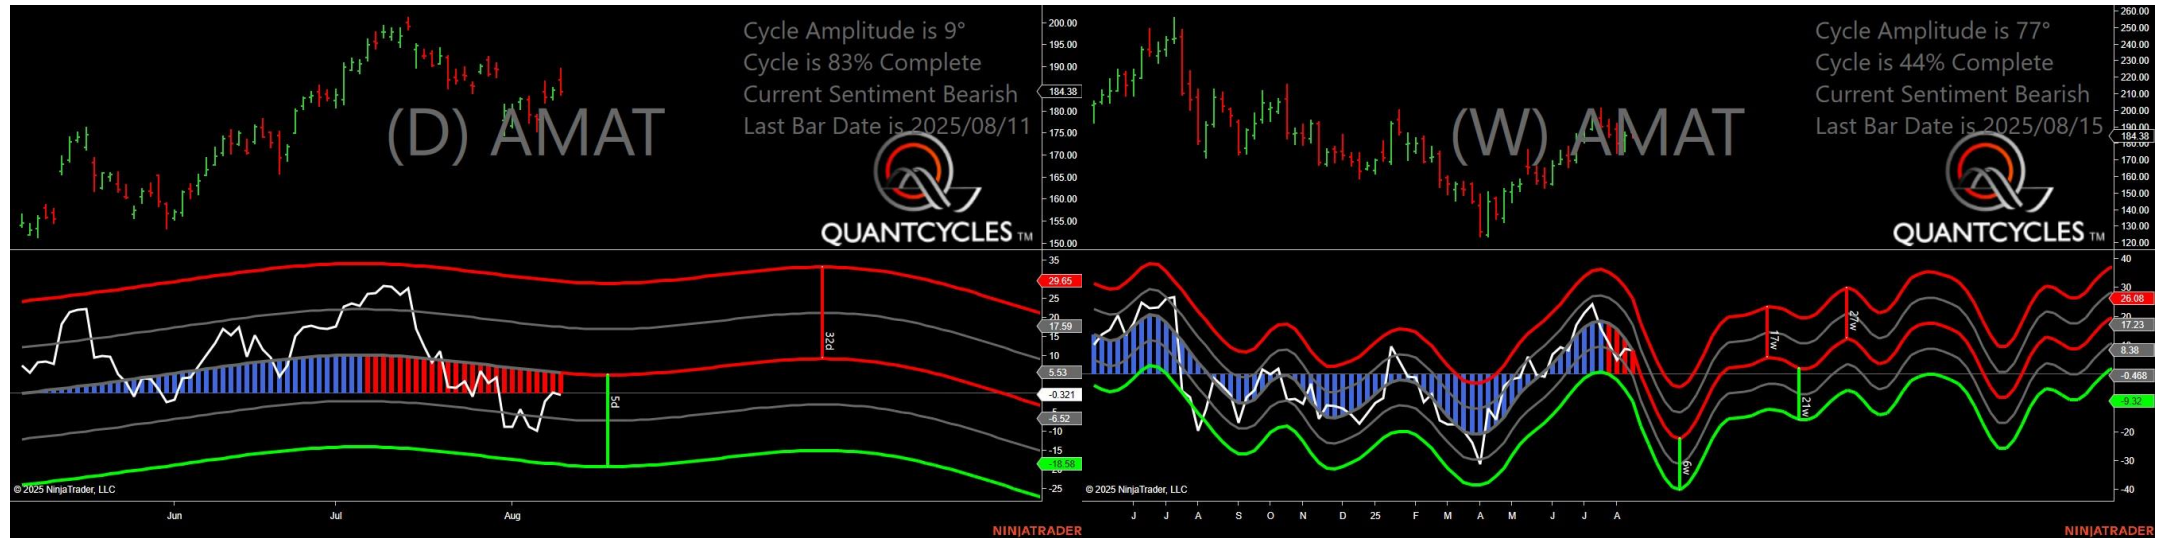 Cycle Amplitude is 9°
Cycle is 83% Complete
Current Sentiment Bearish
Last Bar Date is 2025/08/11
(D) AMAT
QUANTCYCLES TM
200.00
195.00
190.00
184.38
180.00
175.00
170.00
165.00
160.00
155.00
150.00
35
29.65
25
17.59
15
10
5.53
-0.321
-6.52
-10
-15
-18.58
-25
32d
5d
© 2025 NinjaTrader, LLC
Jun
Jul
Aug
NINJATRADER
Cycle Amplitude is 77°
Cycle is 44% Complete
Current Sentiment Bearish
Last Bar Date is 2025/08/15
(W) AMAT
QUANTCYCLES TM
260.00
250.00
240.00
230.00
220.00
210.00
200.00
190.00
184.38
180.00
170.00
160.00
150.00
140.00
130.00
120.00
40
30
26.08
20
17.23
8.38
-0.468
-9.32
-20
-30
-40
17w
27w
21w
6w
© 2025 NinjaTrader, LLC
J
J
A
S
O
N
D
25
F
M
A
M
J
J
A
NINJATRADER